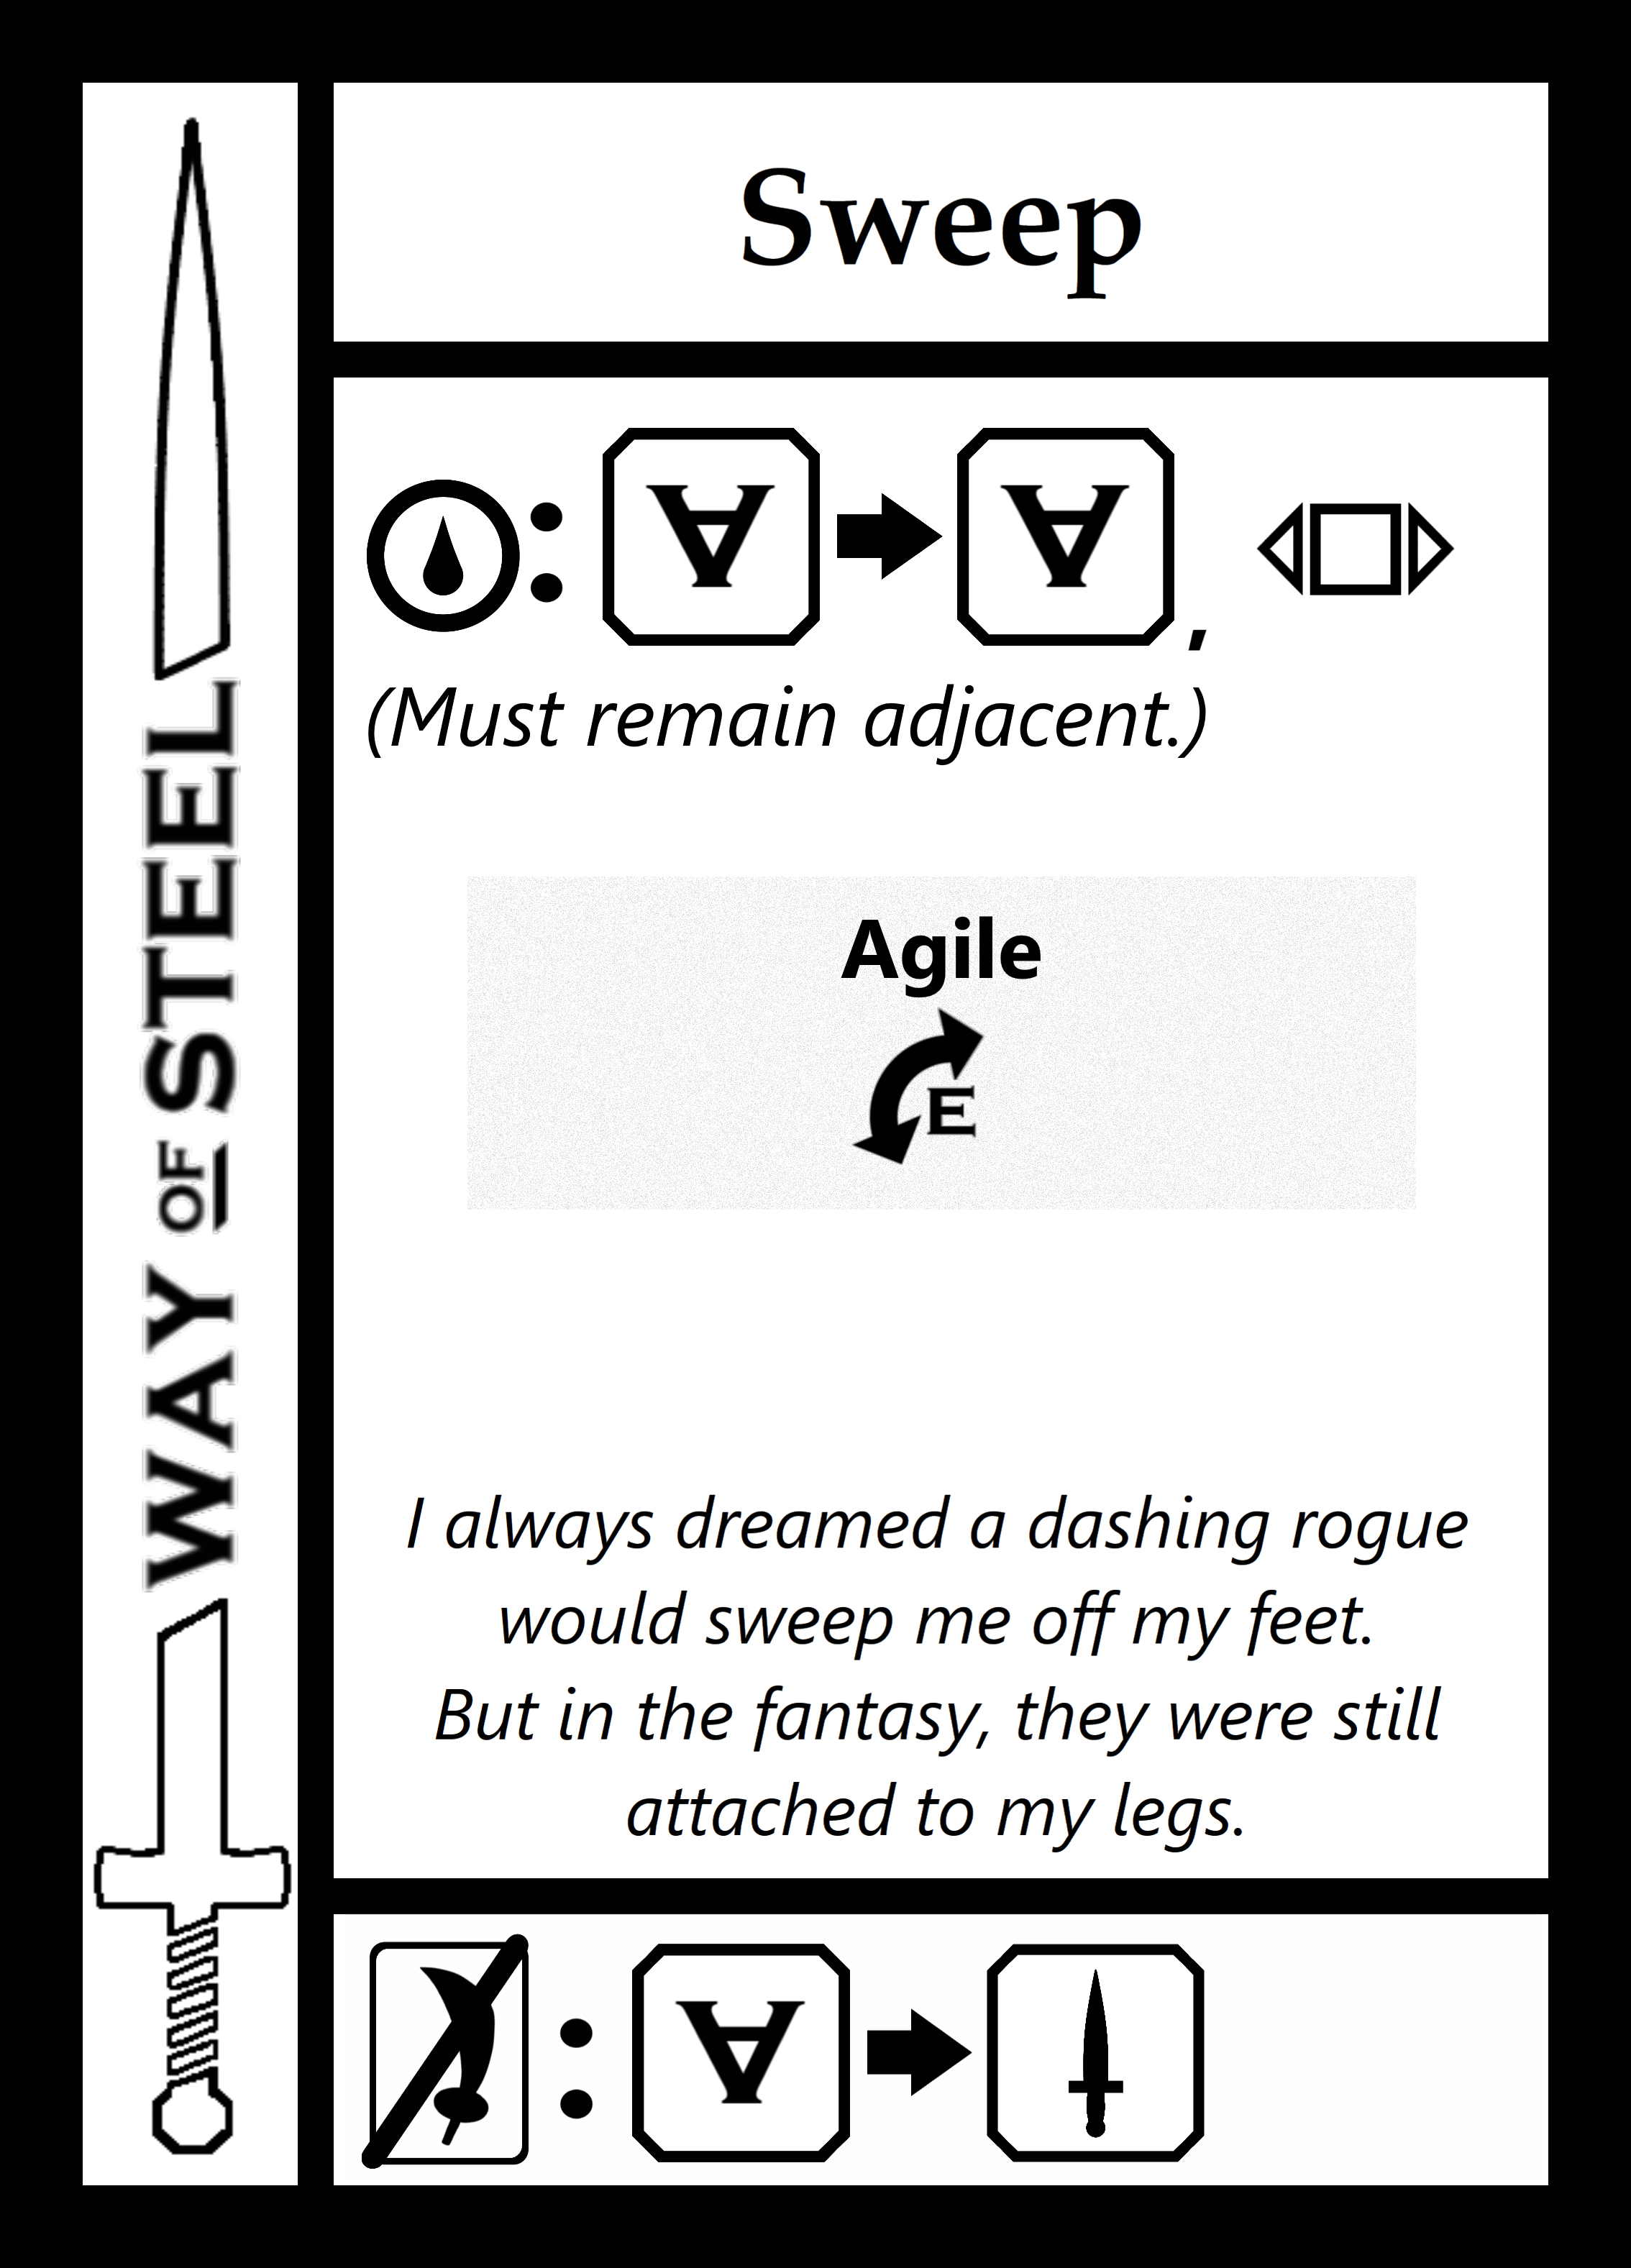 WAY OF STEEL
Sweep
: ∀ ∀ ,
(Must remain adjacent.)
Agile
E
I always dreamed a dashing rogue
would sweep me off my feet.
But in the fantasy, they were still
attached to my legs.
: ∀